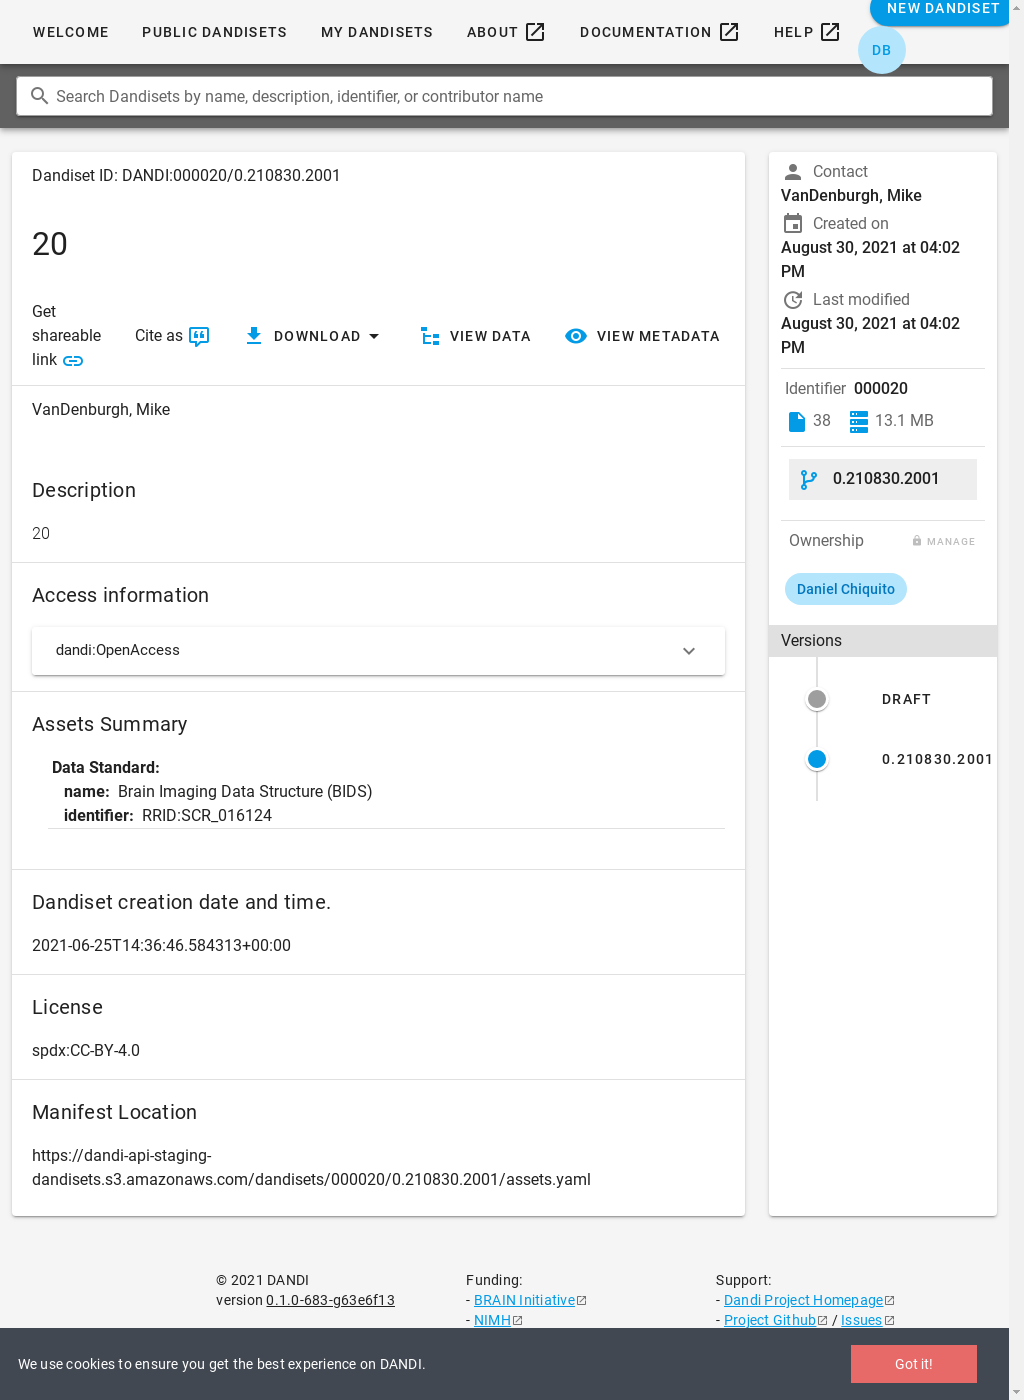 WELCOME
PUBLIC DANDISETS
MY DANDISETS
ABOUT
DOCUMENTATION
HELP
NEW DANDISET
DB
Search Dandisets by name, description, identifier, or contributor name
Dandiset ID: DANDI:000020/0.210830.2001
20
Get
shareable
link
Cite as
DOWNLOAD
VIEW DATA
VIEW METADATA
VanDenburgh, Mike
Description
20
Access information
dandi:OpenAccess
Assets Summary
Data Standard:
name: Brain Imaging Data Structure (BIDS)
identifier: RRID:SCR_016124
Dandiset creation date and time.
2021-06-25T14:36:46.584313+00:00
License
spdx:CC-BY-4.0
Manifest Location
https://dandi-api-staging-
dandisets.s3.amazonaws.com/dandisets/000020/0.210830.2001/assets.yaml
Contact
VanDenburgh, Mike
Created on
August 30, 2021 at 04:02
PM
Last modified
August 30, 2021 at 04:02
PM
Identifier 000020
38 13.1 MB
0.210830.2001
Ownership
MANAGE
Daniel Chiquito
Versions
DRAFT
0.210830.2001
© 2021 DANDI
version 0.1.0-683-g63e6f13
Funding:
- BRAIN Initiative
- NIMH
Support:
- Dandi Project Homepage
- Project Github / Issues
We use cookies to ensure you get the best experience on DANDI.
Got it!